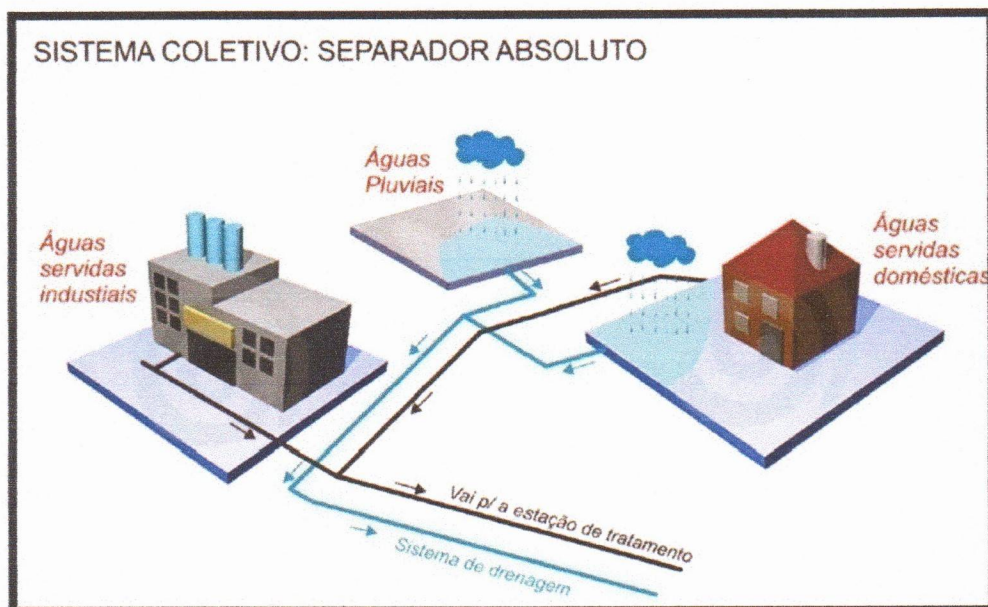 SISTEMA COLETIVO: SEPARADOR ABSOLUTO
Águas
Pluviais
Águas
servidas
industiais
Águas
servidas
domésticas
Vai p/ a estação de tratamento
Sistema de drenagem